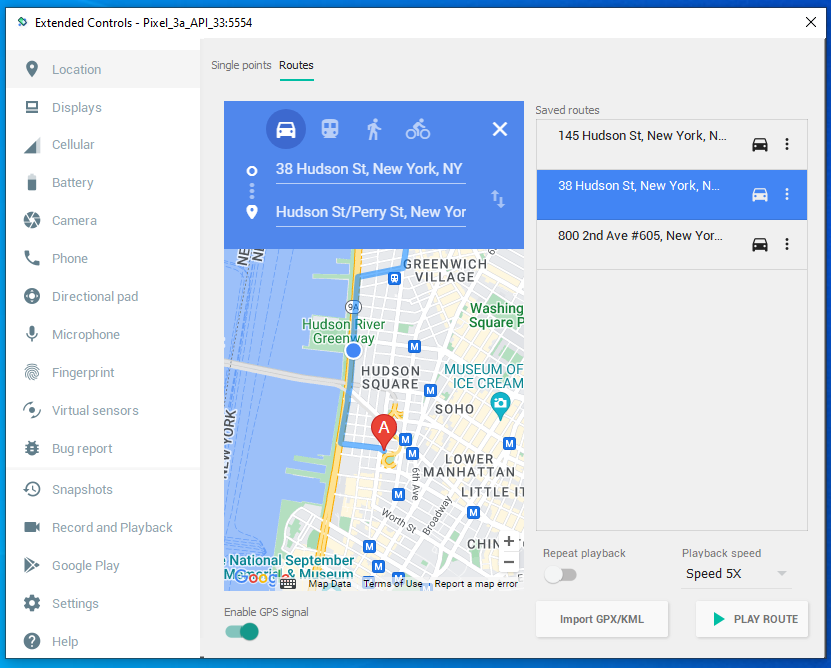 Extended Controls - Pixel_3a_API_33:5554
Location
Displays
Cellular
Battery
Camera
Phone
Directional pad
Microphone
Fingerprint
Virtual sensors
Bug report
Snapshots
Record and Playback
Google Play
Settings
Help
Single points
Routes
38 Hudson St, New York, NY
Hudson St/Perry St, New Yor
NE
NE
GREENWICH
VILLAGE
9A
Washing
Square P
Hudson River
Greenway
M
HUDSON
SQUARE
MUSEUM OF
ICE CREAM
M
SOHO
A
M
M
M
NEW YORK
LOWER
MANHATTAN
6th Ave
M
LITTLE IT
Broadway
M
Worth St
CHIN
+
M
National September
M
Memorial & Museum
−
Google
Map Data
Terms of Use
Report a map error
Enable GPS signal
Saved routes
145 Hudson St, New York, N...
38 Hudson St, New York, N...
800 2nd Ave #605, New Yor...
Repeat playback
Playback speed
Speed 5X
Import GPX/KML
PLAY ROUTE